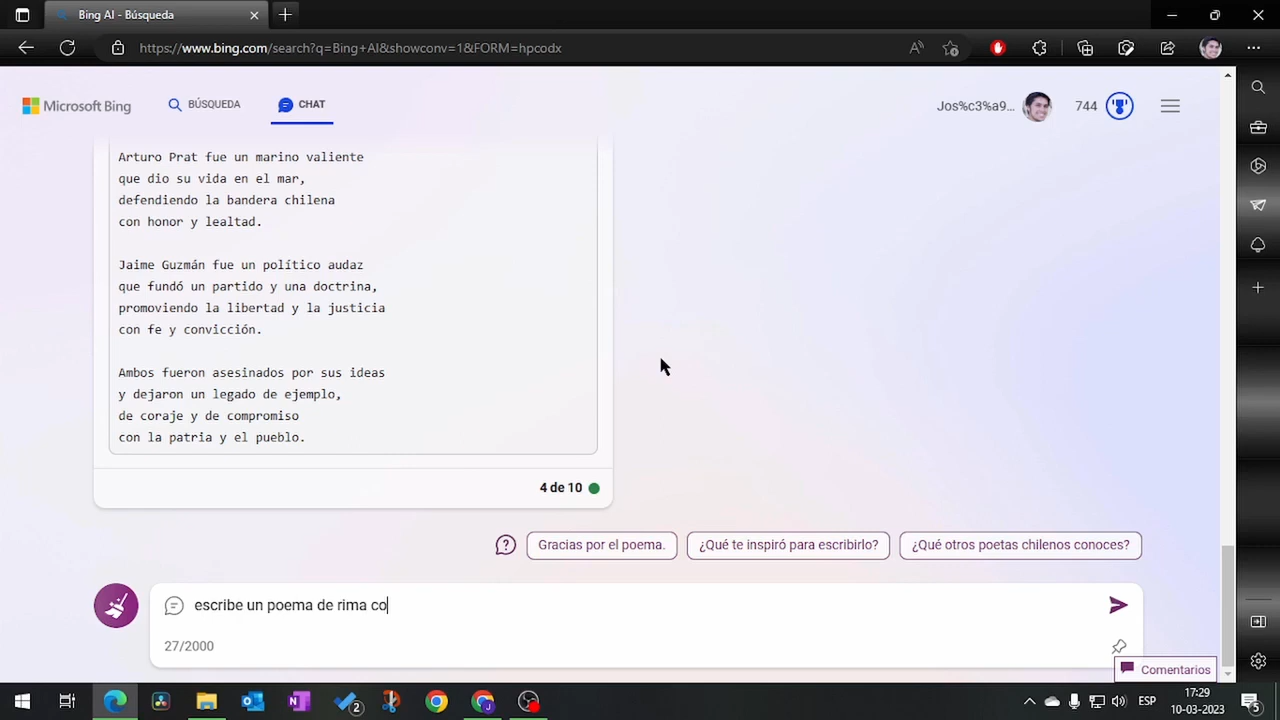 Bing AI - Búsqueda
https://www.bing.com/search?q=Bing+AI&showconv=1&FORM=hpcodx
Microsoft Bing
BÚSQUEDA
CHAT
Jos%c3%a9...
744
Arturo Prat fue un marino valiente
que dio su vida en el mar,
defendiendo la bandera chilena
con honor y lealtad.
Jaime Guzmán fue un político audaz
que fundó un partido y una doctrina,
promoviendo la libertad y la justicia
con fe y convicción.
Ambos fueron asesinados por sus ideas
y dejaron un legado de ejemplo,
de coraje y de compromiso
con la patria y el pueblo.
4 de 10
Gracias por el poema.
¿Qué te inspiró para escribirlo?
¿Qué otros poetas chilenos conoces?
escribe un poema de rima co
27/2000
Comentarios
2
ESP
17:29
10-03-2023
5